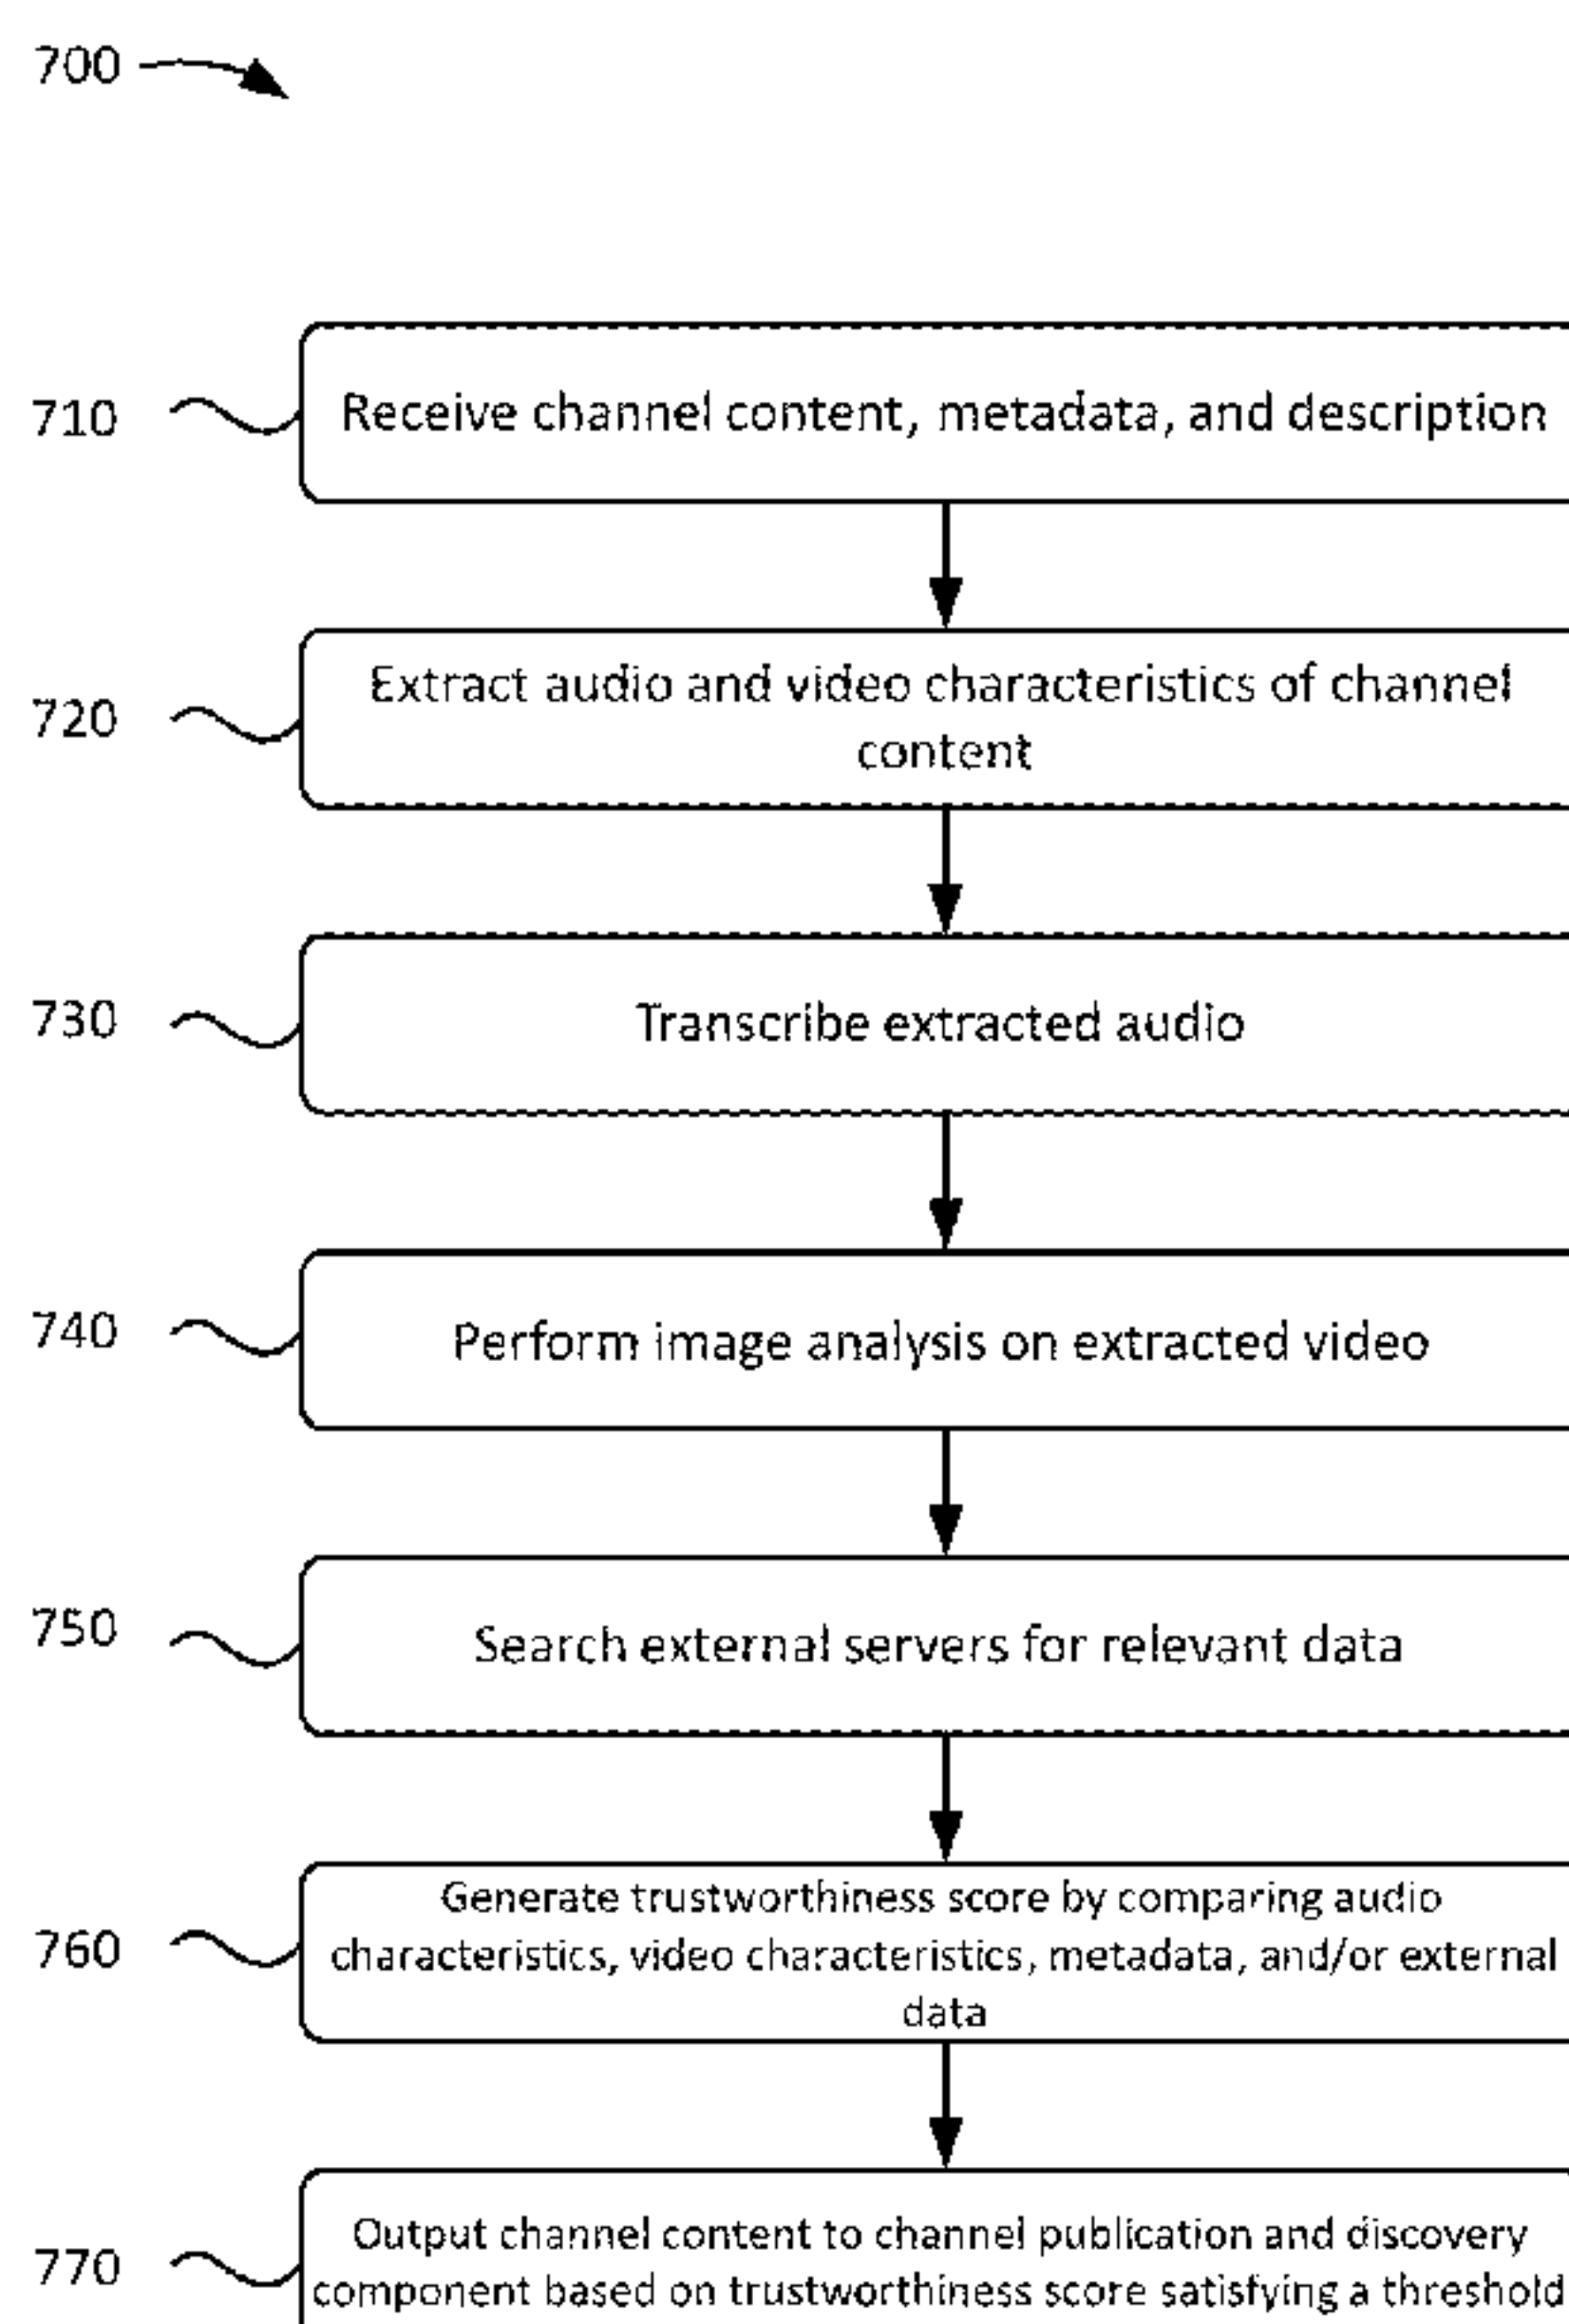 700
710 Receive channel content, metadata, and description
720 Extract audio and video characteristics of channel
content
730 Transcribe extracted audio
740 Perform image analysis on extracted video
750 Search external servers for relevant data
760 Generate trustworthiness score by comparing audio
characteristics, video characteristics, metadata, and/or external
data
770 Output channel content to channel publication and discovery
component based on trustworthiness score satisfying a threshold